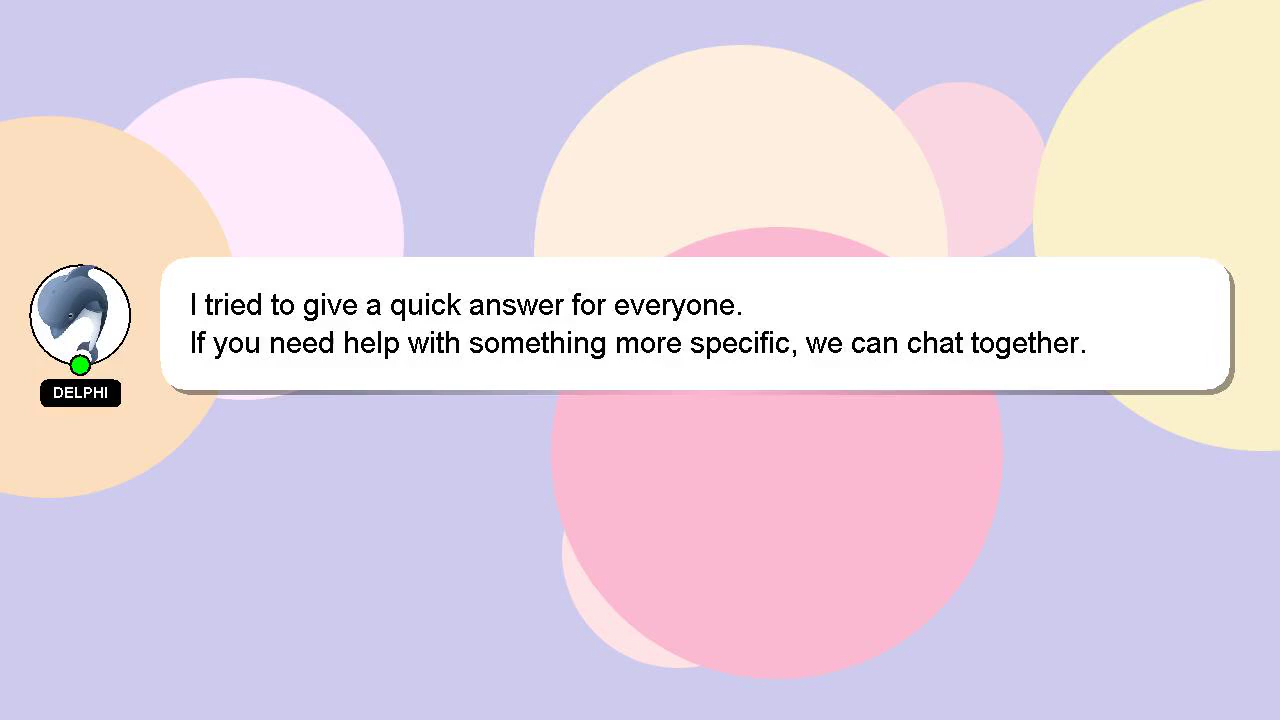 I tried to give a quick answer for everyone.
If you need help with something more specific, we can chat together.
DELPHI